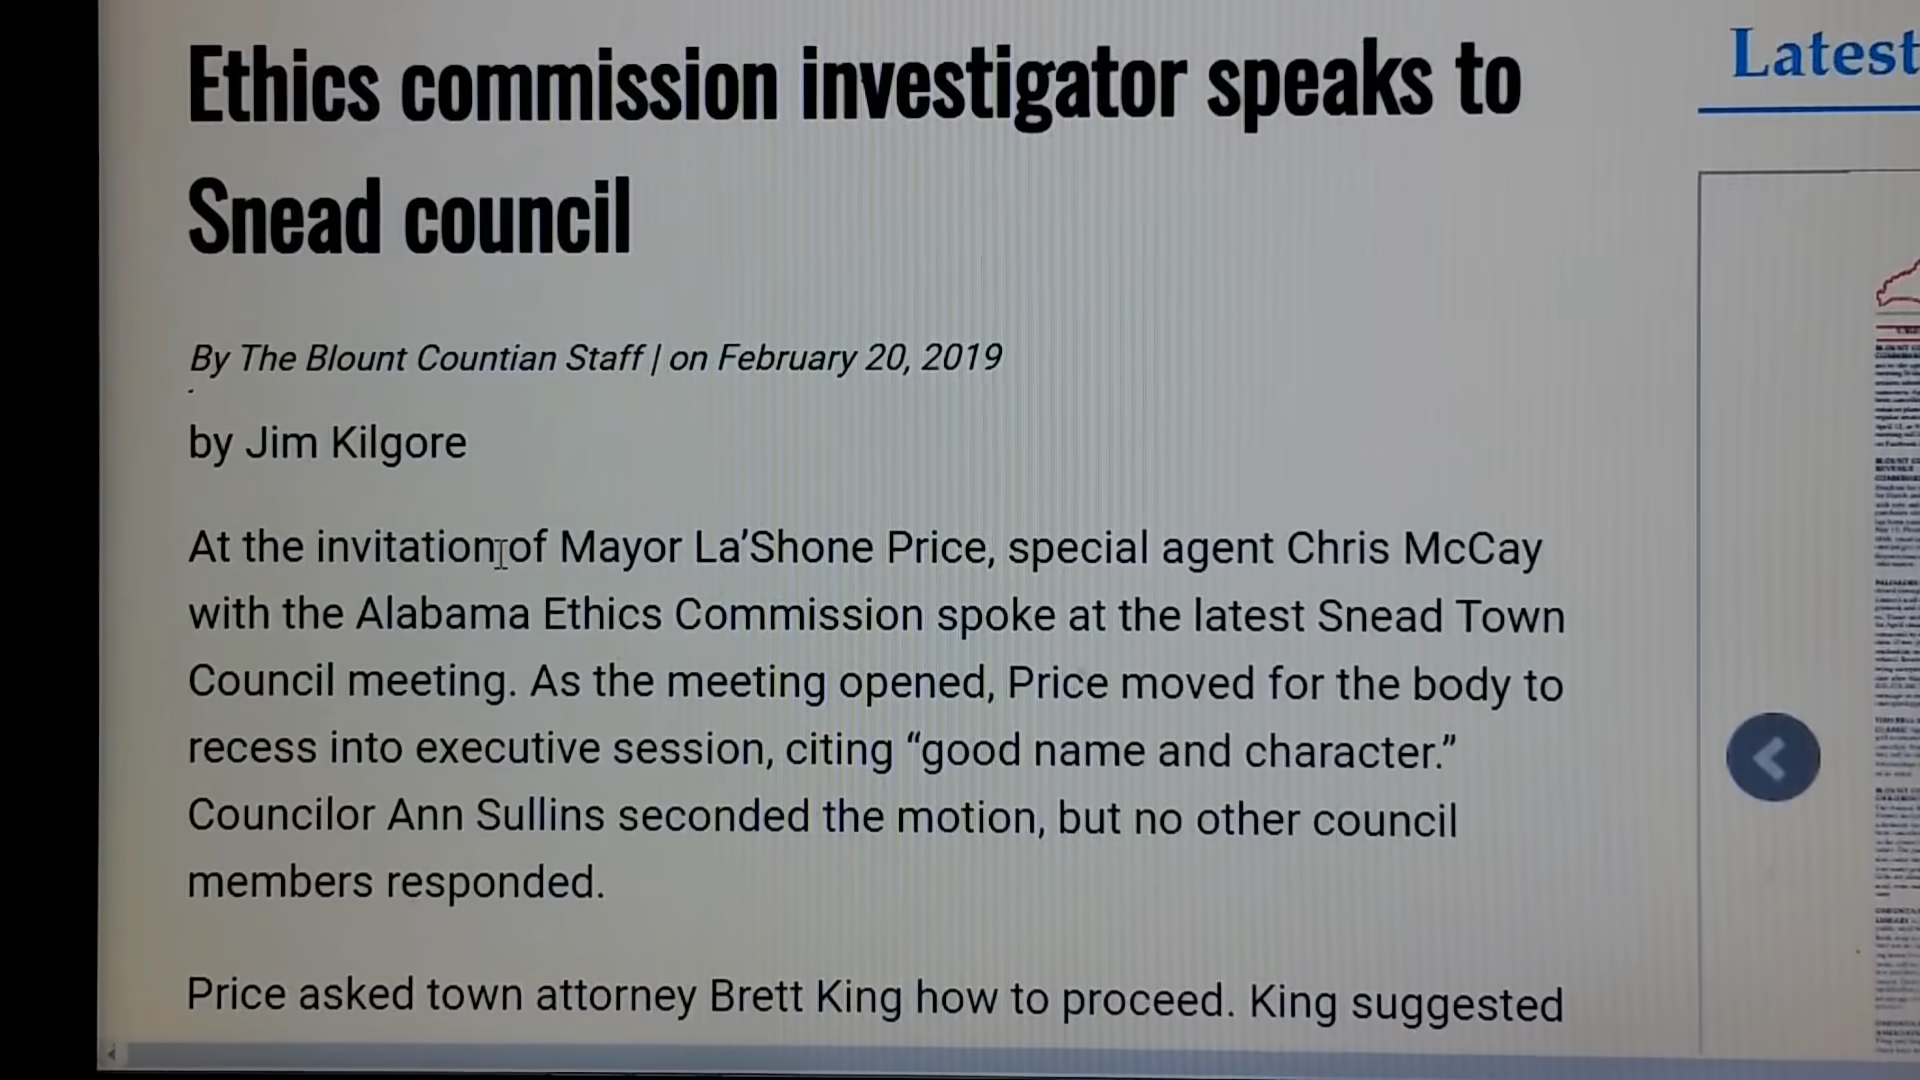 Ethics commission investigator speaks to
Snead council
By The Blount Countian Staff | on February 20, 2019
by Jim Kilgore
At the invitation of Mayor La’Shone Price, special agent Chris McCay
with the Alabama Ethics Commission spoke at the latest Snead Town
Council meeting. As the meeting opened, Price moved for the body to
recess into executive session, citing “good name and character.”
Councilor Ann Sullins seconded the motion, but no other council
members responded.
Price asked town attorney Brett King how to proceed. King suggested
Latest